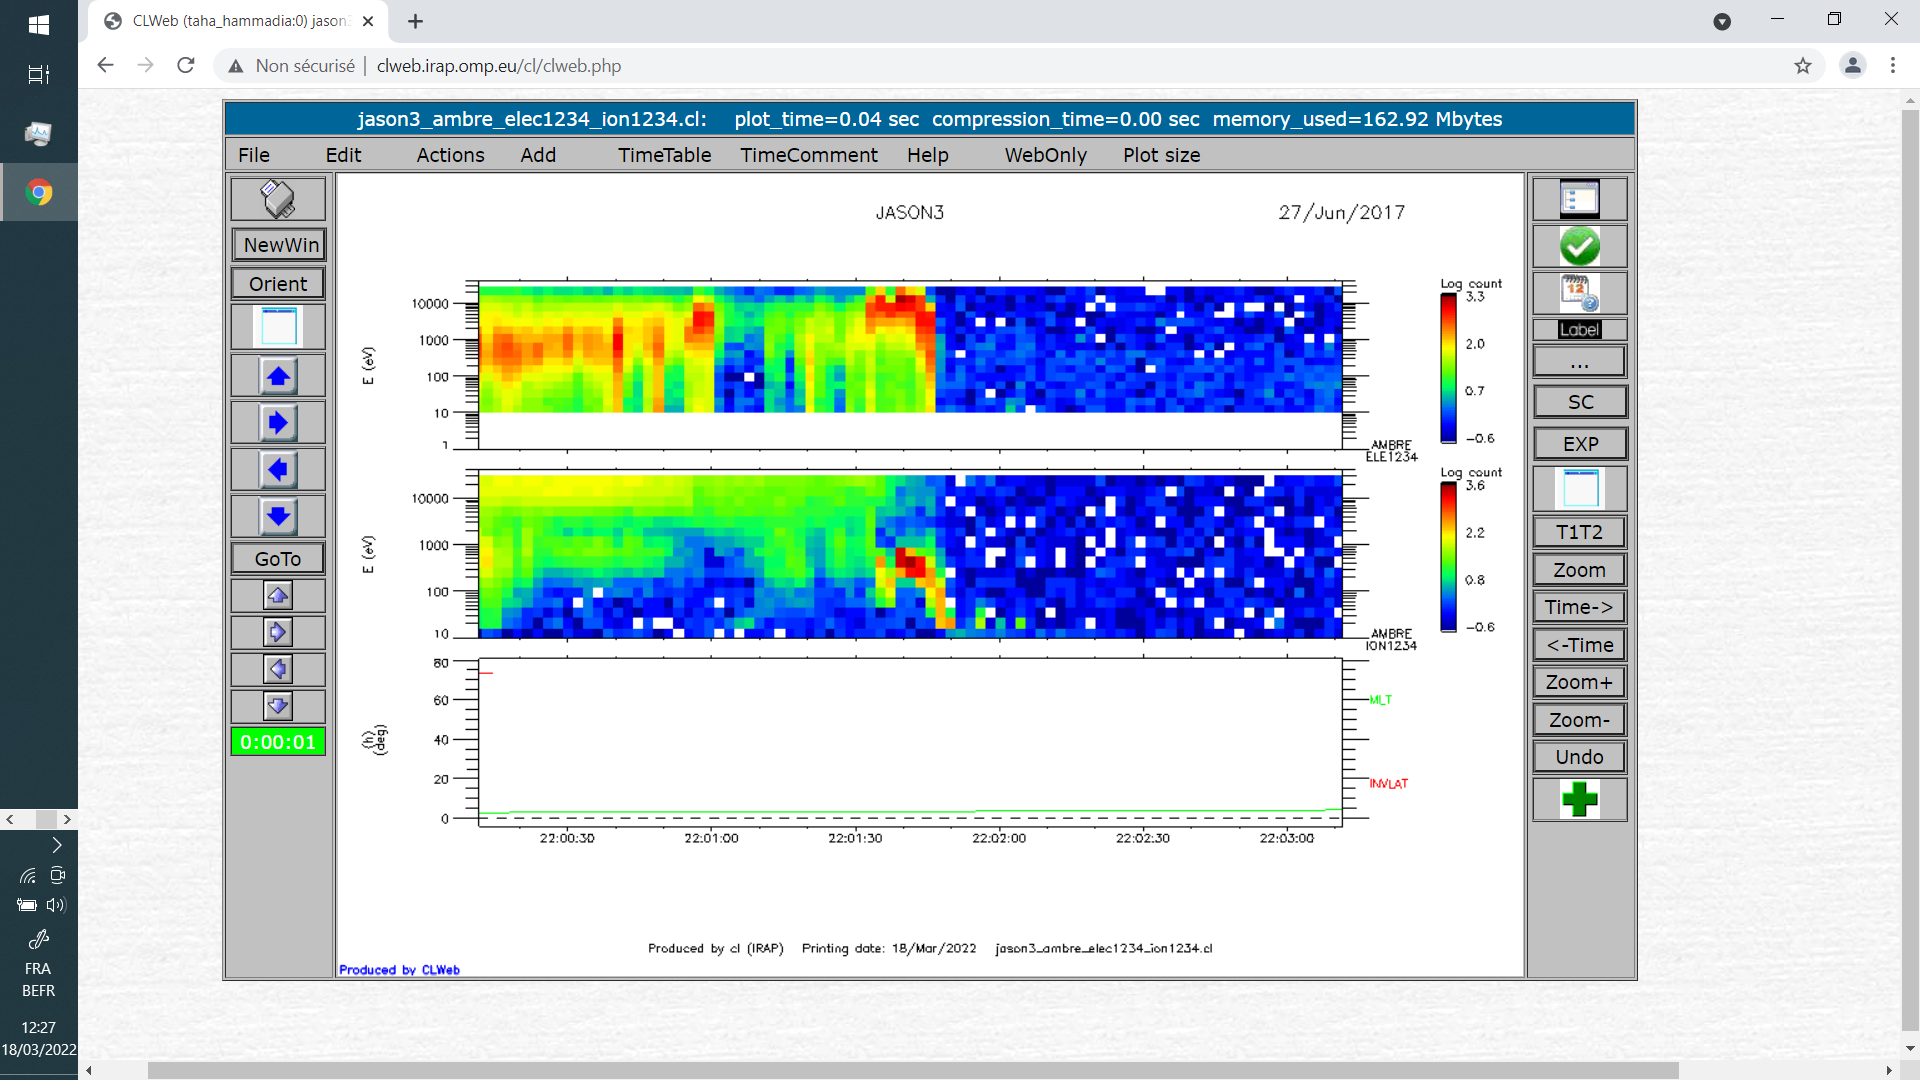 CLWeb (taha_hammadia:0) jason3
Non sécurisé | clweb.irap.omp.eu/cl/clweb.php
jason3_ambre_elec1234_ion1234.cl: plot_time=0.04 sec compression_time=0.00 sec memory_used=162.92 Mbytes
File Edit Actions Add TimeTable TimeComment Help WebOnly Plot size
NewWin
Orient
GoTo
0:00:01
JASON3 27/Jun/2017
E (eV)
10000
1000
100
10
1
Log count
3.3
2.0
0.7
-0.6
AMBRE
ELE1234
E (eV)
10000
1000
100
10
Log count
3.6
2.2
0.8
-0.6
AMBRE
ION1234
(h)
(deg)
80
60
40
20
0
MLT
INVLAT
22:00:30 22:01:00 22:01:30 22:02:00 22:02:30 22:03:00
Produced by cl (IRAP) Printing date: 18/Mar/2022 jason3_ambre_elec1234_ion1234.cl
Produced by CLWeb
12
Label
...
SC
EXP
T1T2
Zoom
Time->
<-Time
Zoom+
Zoom-
Undo
FRA
BEFR
12:27
18/03/2022